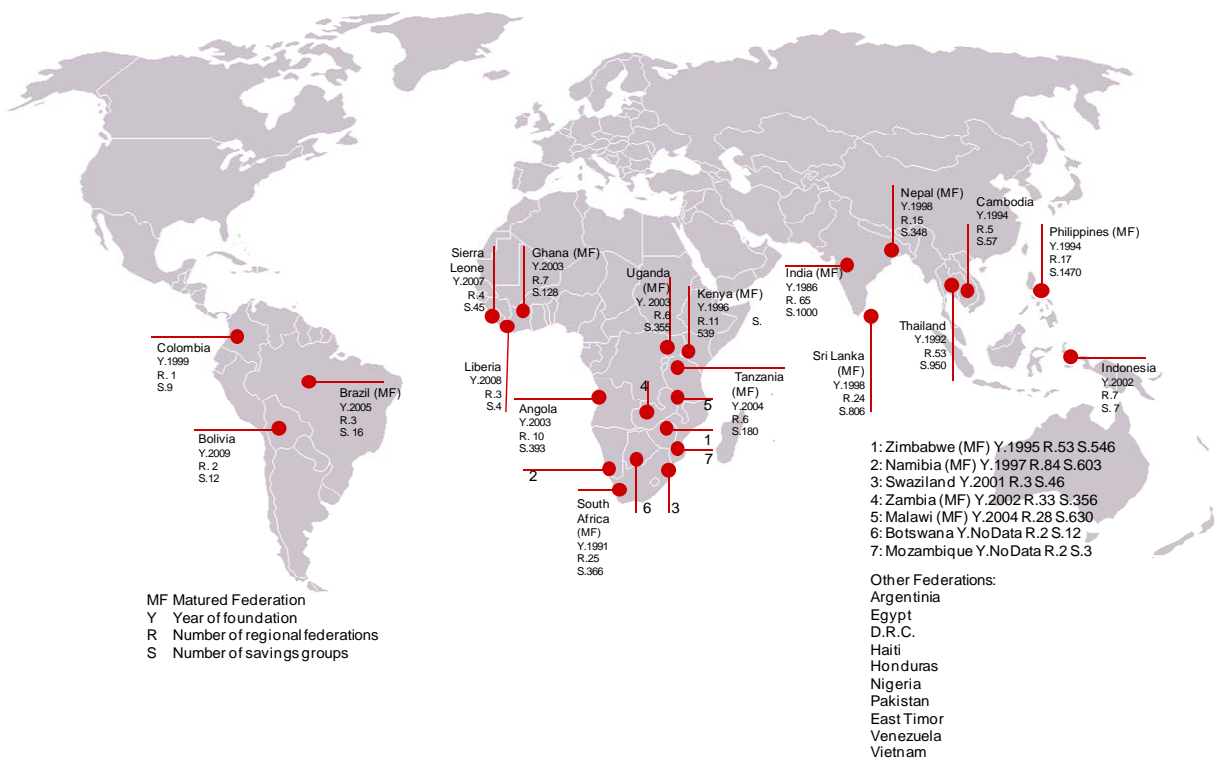 Nepal (MF)
Y.1998
R.15
S.348
Cambodia
Y.1994
R.5
S.57
Philippines (MF)
Y.1994
R.17
S.1470
Sierra
Leone
Y.2007
R.4
S.45
Ghana (MF)
Y.2003
R.7
S.128
Uganda
(MF)
Y. 2003
R.6
S.355
Kenya (MF)
Y.1996
R.11
S.
539
India (MF)
Y.1986
R. 65
S.1000
Thailand
Y.1992
R.53
S.950
Colombia
Y.1999
R. 1
S.9
Brazil (MF)
Y.2005
R.3
S. 16
Liberia
Y.2008
R.3
S.4
Angola
Y.2003
R. 10
S.393
Tanzania
(MF)
Y.2004
R.6
S.180
Sri Lanka
(MF)
Y.1998
R.24
S.806
Indonesia
Y.2002
R.7
S. 7
Bolivia
Y.2009
R. 2
S.12
4
5
1
7
2
6
3
South
Africa
(MF)
Y.1991
R.25
S.366
1: Zimbabwe (MF) Y.1995 R.53 S.546
2: Namibia (MF) Y.1997 R.84 S.603
3: Swaziland Y.2001 R.3 S.46
4: Zambia (MF) Y.2002 R.33 S.356
5: Malawi (MF) Y.2004 R.28 S.630
6: Botswana Y.NoData R.2 S.12
7: Mozambique Y.NoData R.2 S.3
Other Federations:
Argentinia
Egypt
D.R.C.
Haiti
Honduras
Nigeria
Pakistan
East Timor
Venezuela
Vietnam
MF Matured Federation
Y Year of foundation
R Number of regional federations
S Number of savings groups